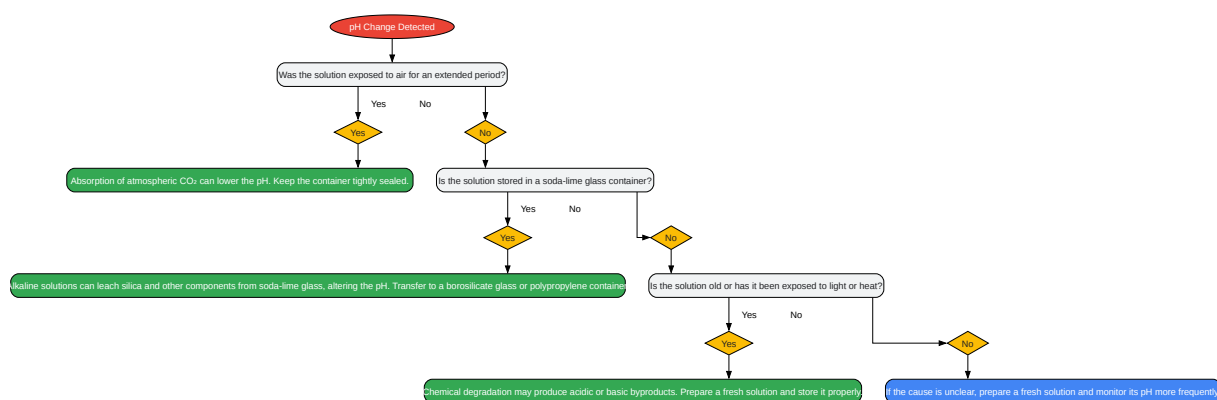 pH Change Detected
Was the solution exposed to air for an extended period?
Yes
No
Yes
No
Absorption of atmospheric CO₂ can lower the pH. Keep the container tightly sealed.
Is the solution stored in a soda-lime glass container?
Yes
No
Yes
No
lkaline solutions can leach silica and other components from soda-lime glass, altering the pH. Transfer to a borosilicate glass or polypropylene container
Is the solution old or has it been exposed to light or heat?
Yes
No
Yes
No
Chemical degradation may produce acidic or basic byproducts. Prepare a fresh solution and store it properly.
If the cause is unclear, prepare a fresh solution and monitor its pH more frequently